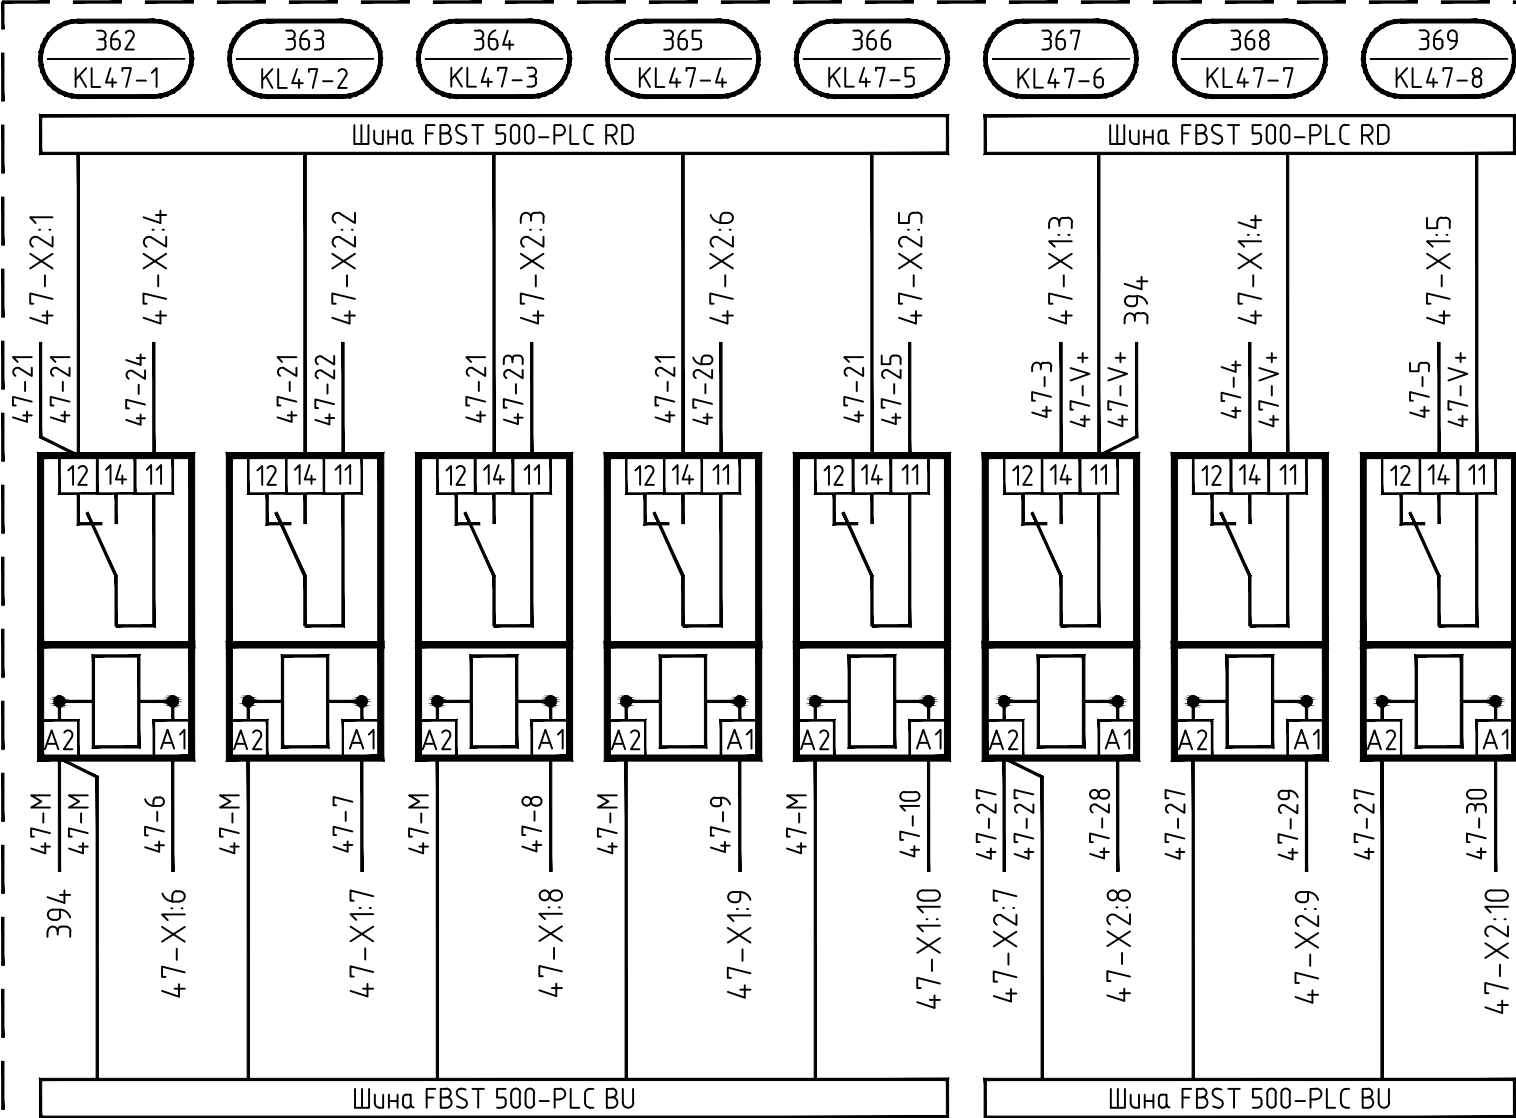 362 363 364 365 366 367 368 369
KL47-1 KL47-2 KL47-3 KL47-4 KL47-5 KL47-6 KL47-7 KL47-8
Шина FBST 500-PLC RD Шина FBST 500-PLC RD
47-X2:1 47-X2:4 47-X2:2 47-X2:3 47-X2:6 47-X2:5 47-X1:3 394 47-X1:4 47-X1:5
47-21 47-21 47-24 47-21 47-22 47-21 47-23 47-21 47-26 47-21 47-25 47-3 47-V+ 47-V+ 47-4 47-V+ 47-5 47-V+
12 14 11 12 14 11 12 14 11 12 14 11 12 14 11 12 14 11 12 14 11 12 14 11
A2 A1 A2 A1 A2 A1 A2 A1 A2 A1 A2 A1 A2 A1 A2 A1
47-M 47-M 47-6 47-M 47-7 47-M 47-8 47-M 47-9 47-M 47-10 47-27 47-27 47-28 47-27 47-29 47-27 47-30
394 47-X1:6 47-X1:7 47-X1:8 47-X1:9 47-X1:10 47-X2:7 47-X2:8 47-X2:9 47-X2:10
Шина FBST 500-PLC BU Шина FBST 500-PLC BU